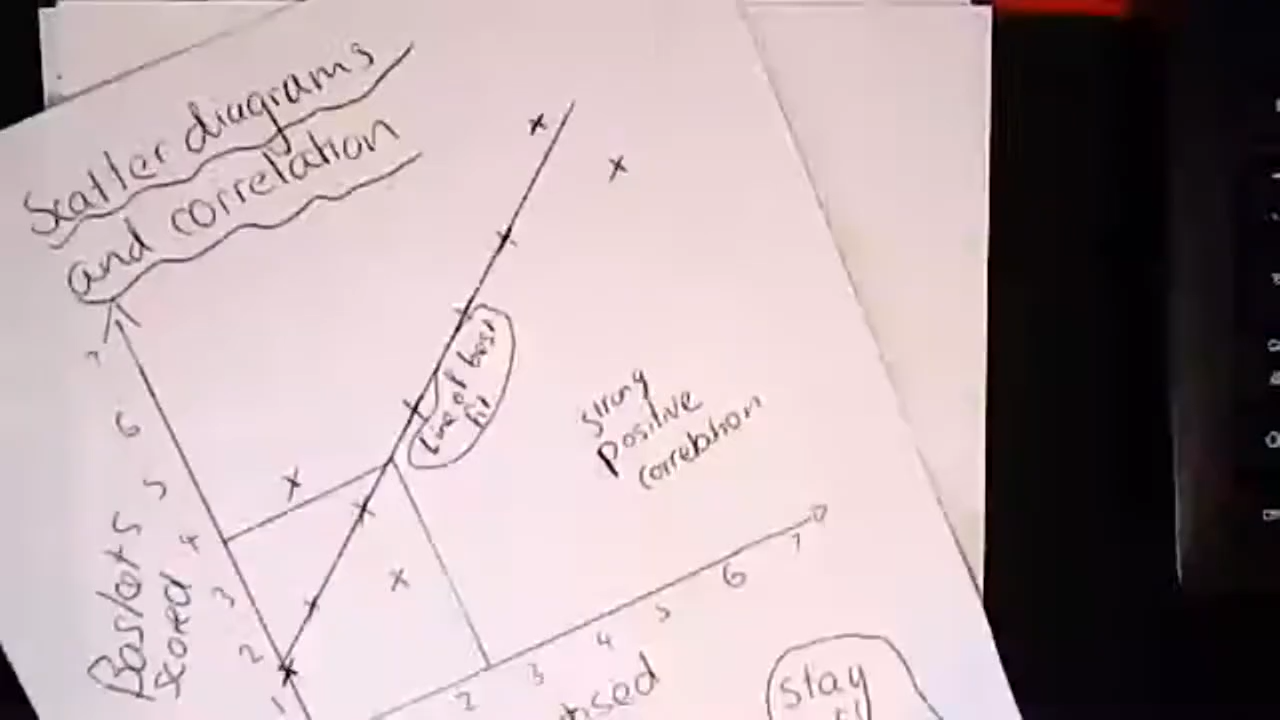 Scatter diagrams
and correlation
7
6
5
4
3
2
1
Baskets
scored
Line of best
fit
strong
positive
correlation
2 3 4 5 6 7
stay